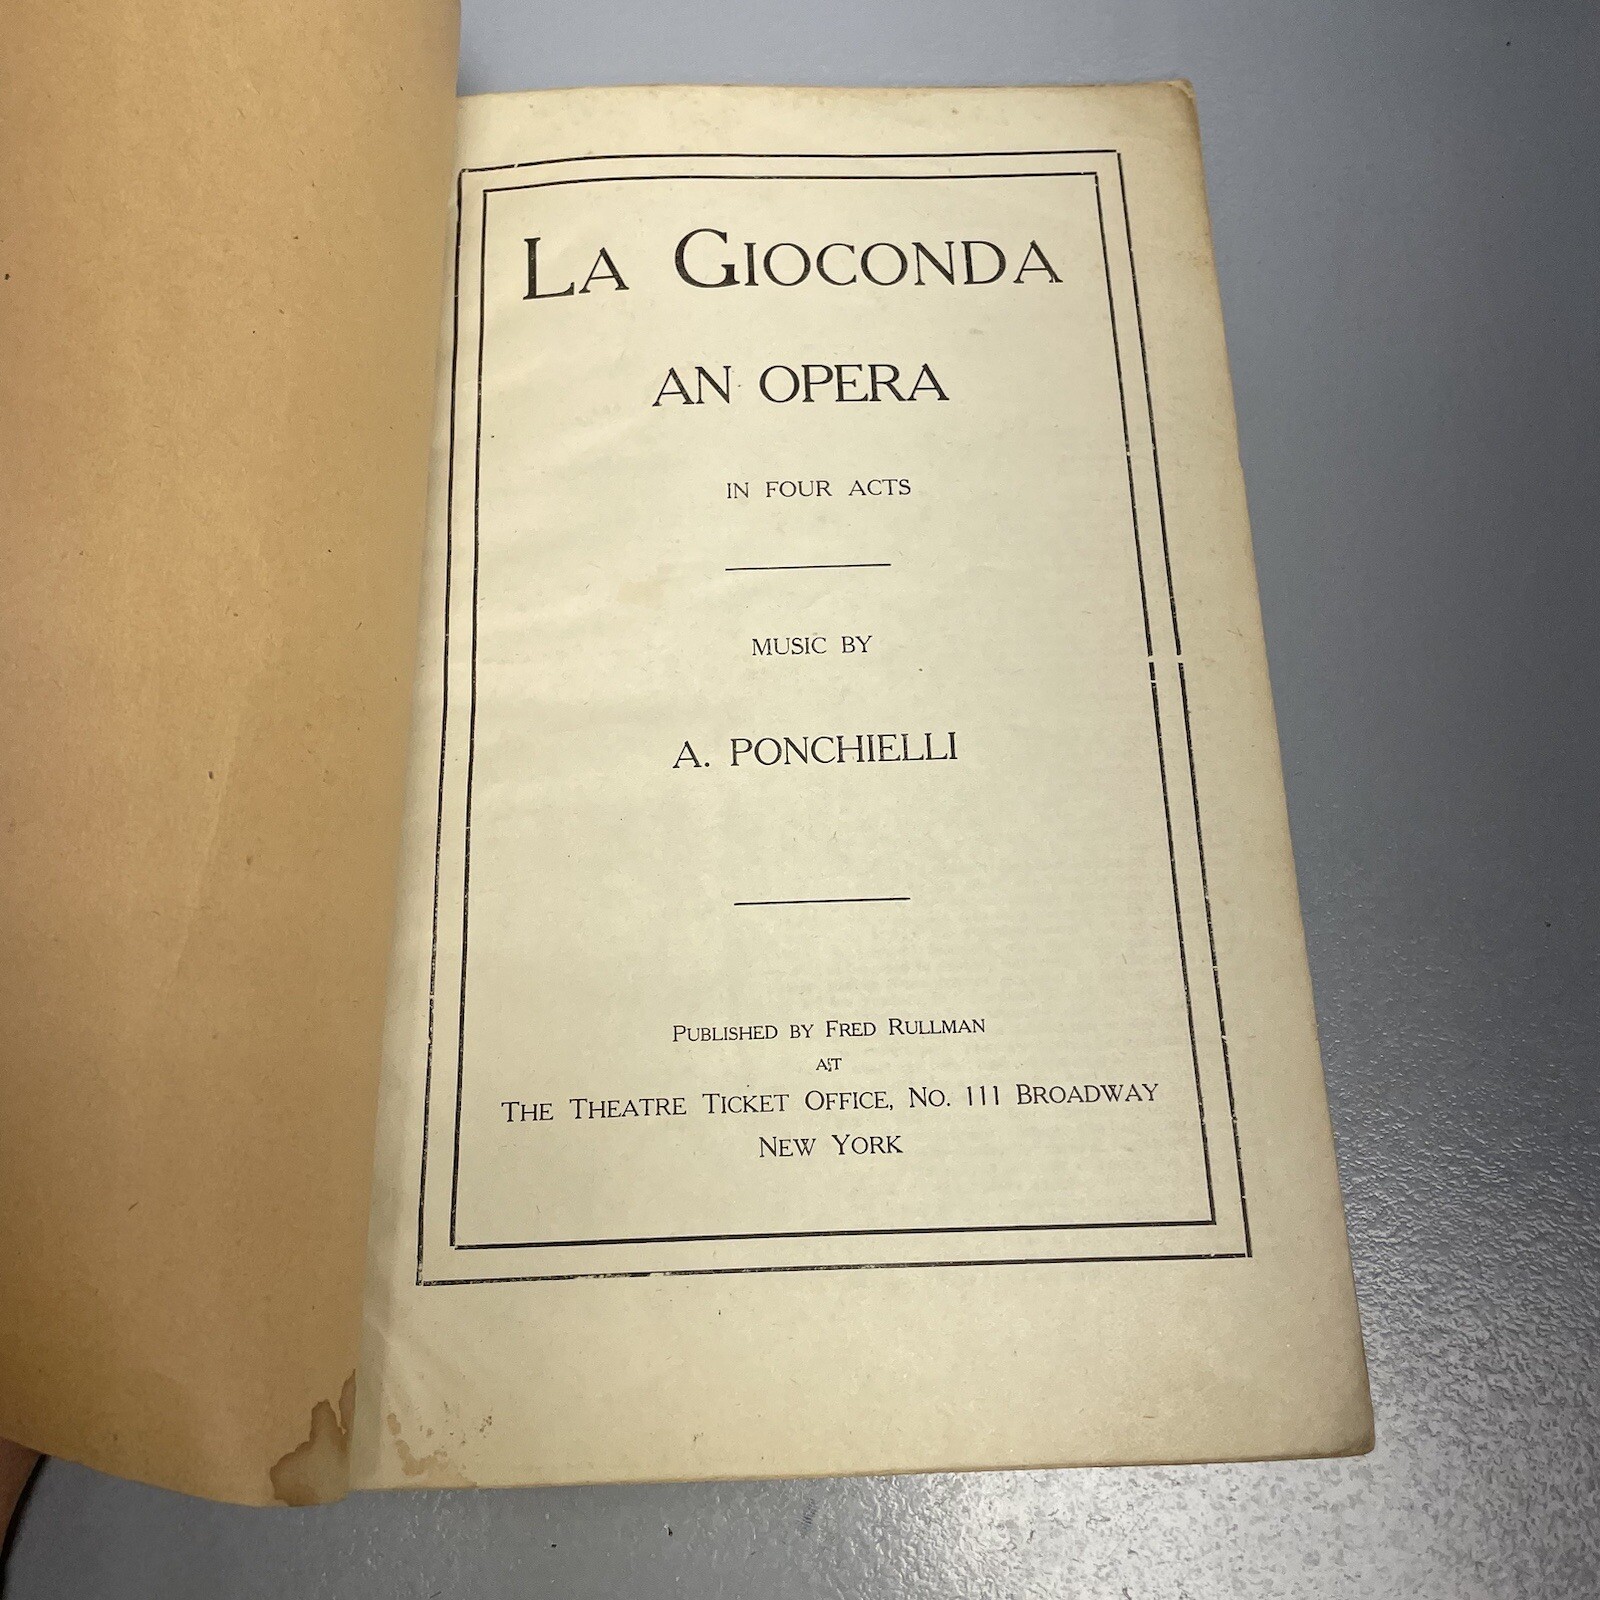 LA GIOCONDA
AN OPERA
IN FOUR ACTS
MUSIC BY
A. PONCHIELLI
PUBLISHED BY FRED RULLMAN
AT
THE THEATRE TICKET OFFICE, NO. 111 BROADWAY
NEW YORK